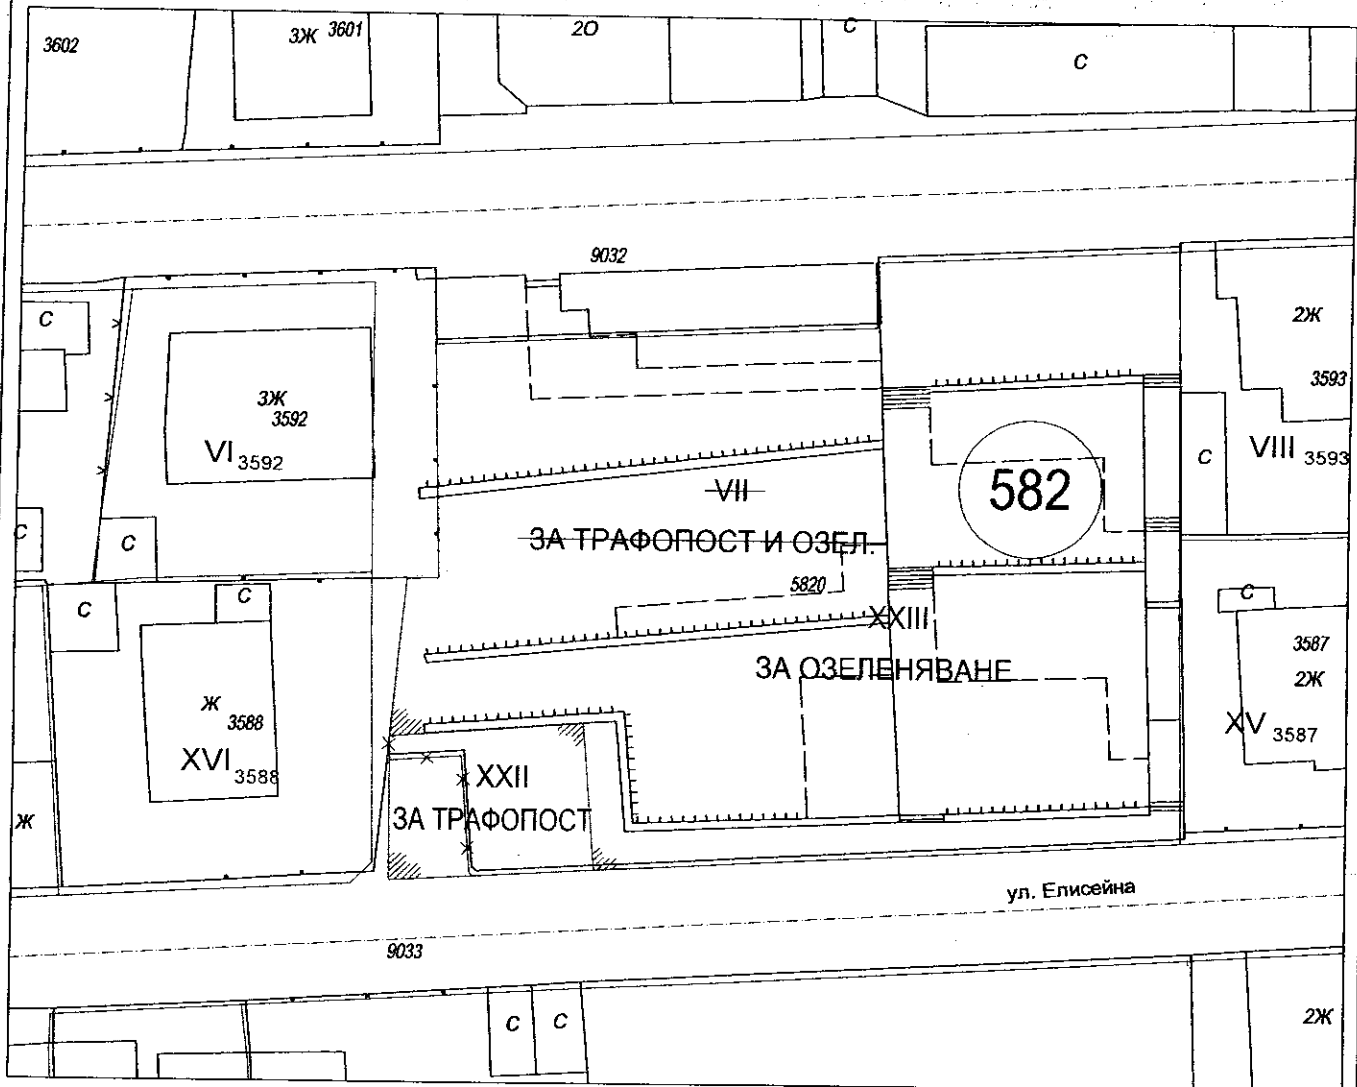 3602
3Ж 3601
2О
С
С
9032
С
2Ж
3593
3Ж
3592
VI 3592
582
С
VIII 3593
VII
ЗА ТРАФОПОСТ И ОЗЕЛ.
С
С
5820
С
С
С
XXIII
ЗА ОЗЕЛЕНЯВАНЕ
3587
2Ж
XV 3587
Ж
3588
XVI 3588
XXII
ЗА ТРАФОПОСТ
Ж
ул. Елисейна
9033
С
С
2Ж